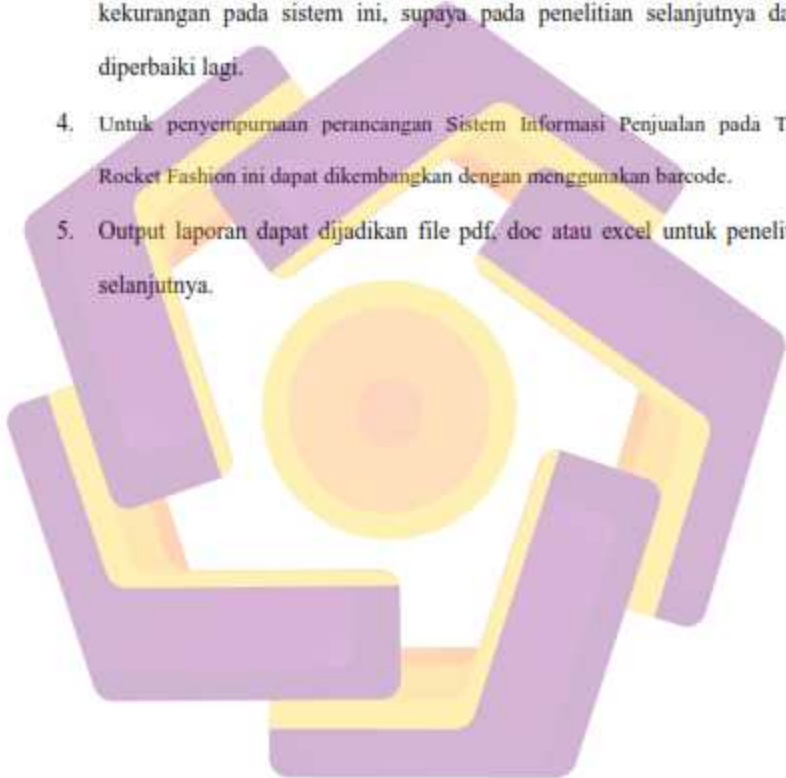 kekurangan pada sistem ini, supaya pada penelitian selanjutnya da
diperbaiki lagi.
4. Untuk penyempurnaan perancangan Sistem Informasi Penjualan pada T
Rocket Fashion ini dapat dikembangkan dengan menggunakan barcode.
5. Output laporan dapat dijadikan file pdf, doc atau excel untuk penelit
selanjutnya.